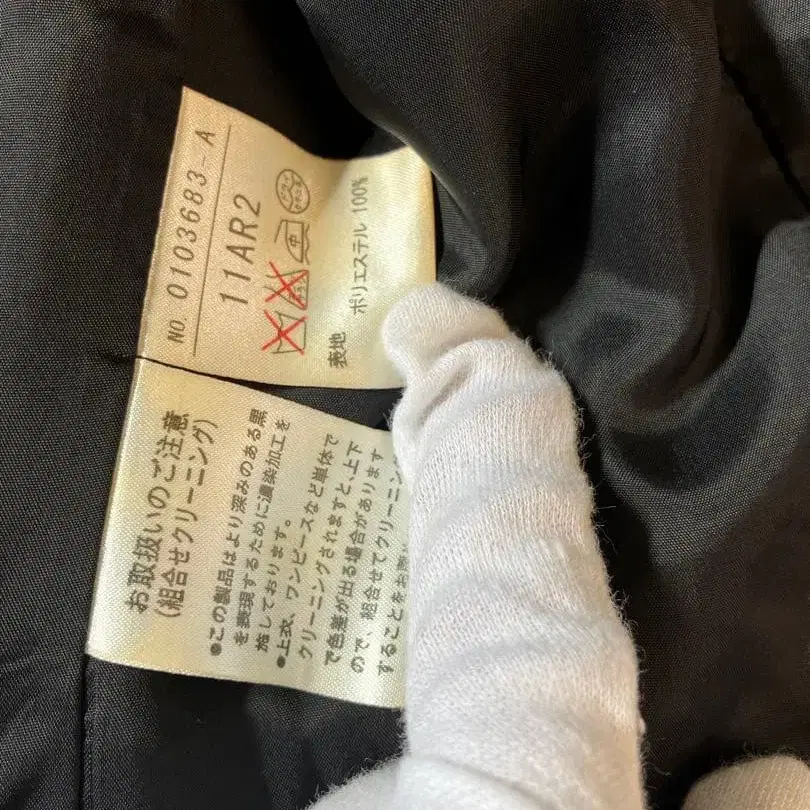 NO. 0103683-A
11AR2
表地
ポリエステル 100%
お取扱いのご注意
(組合せクリーニング)
●この製品はより深みのある黒
を表現するために濃染加工を
施しております。
●上衣、ワンピースなど単体で
クリーニングされますと、上下
で色差が出る場合があります
ので、組合せてクリーニング
することをお